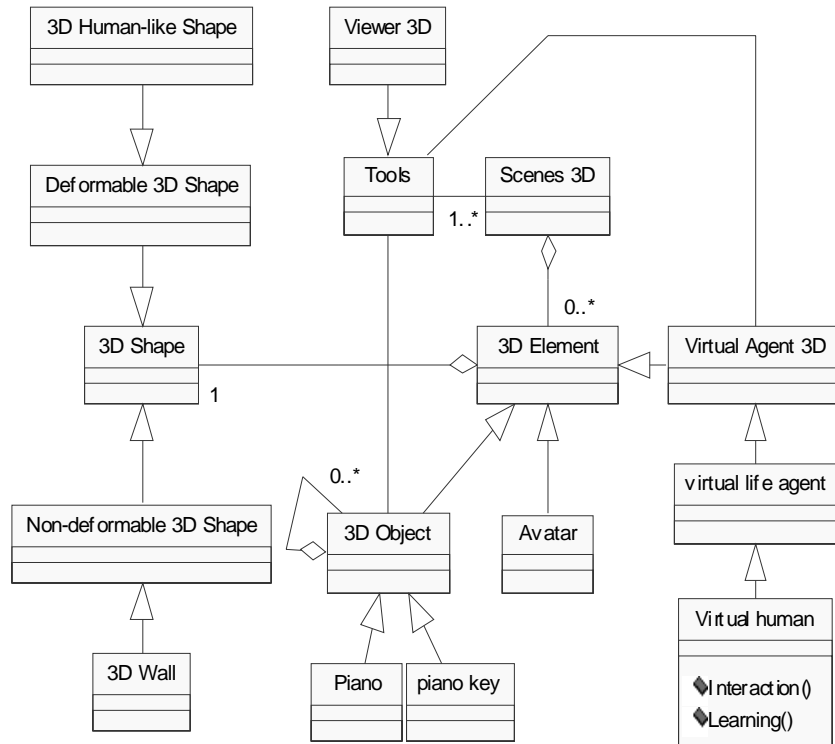 3D Human-like Shape
Viewer 3D
Deformable 3D Shape
Tools
Scenes 3D
1..*
0..*
3D Shape
3D Element
Virtual Agent 3D
1
0..*
virtual life agent
Non-deformable 3D Shape
3D Object
Avatar
Virtual human
3D Wall
Piano
piano key
Interaction()
Learning()